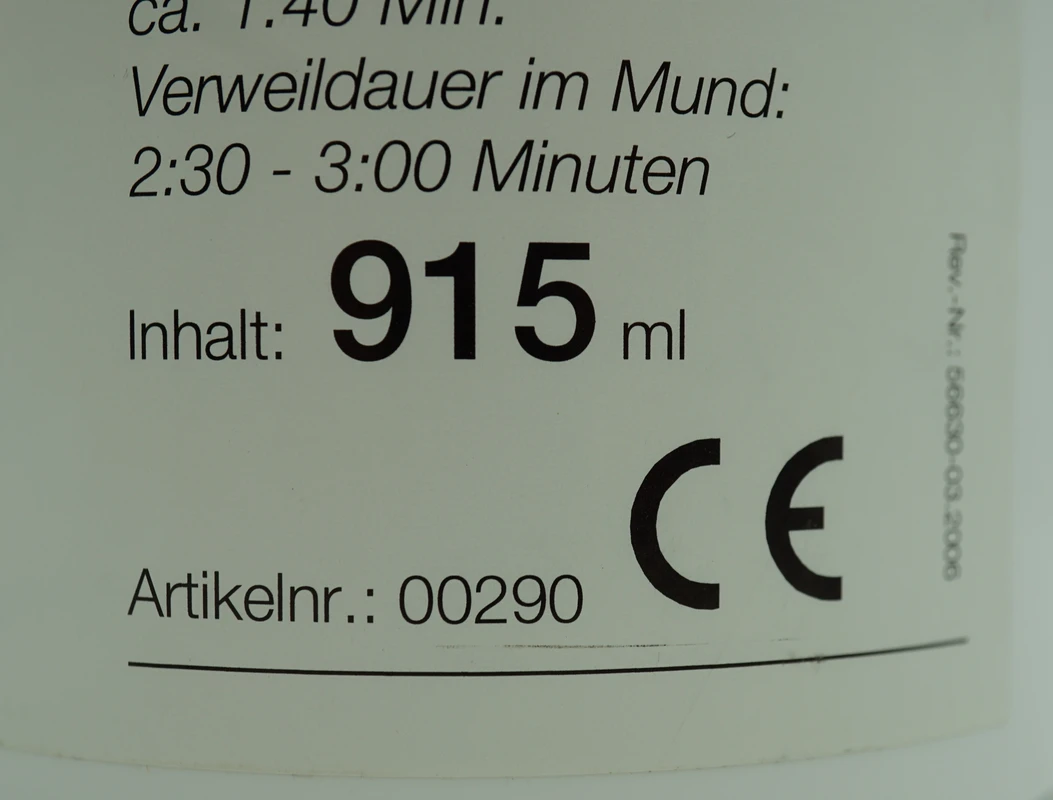 ca. 1:40 Min.
Verweildauer im Mund:
2:30 - 3:00 Minuten
Inhalt: 915 ml
CE
Artikelnr.: 00290
Rev.-Nr.: 56630-03.2006